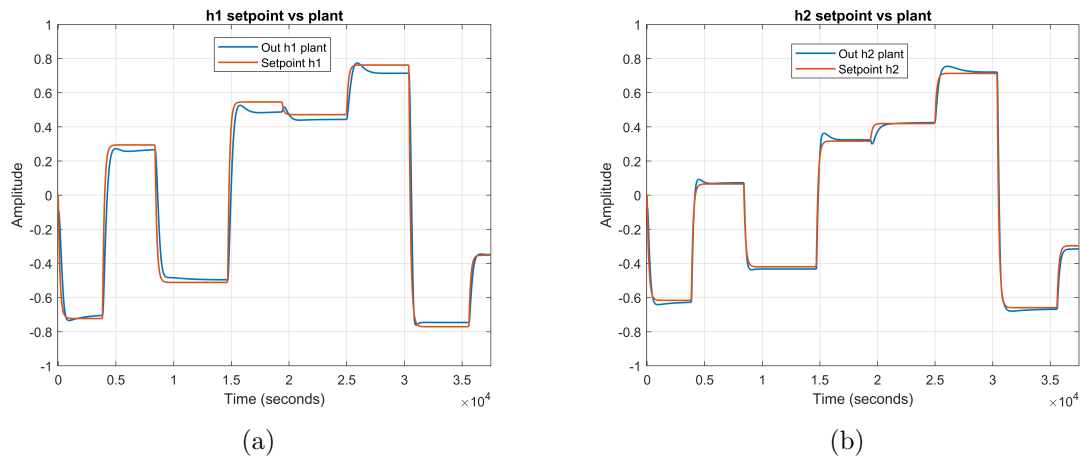 h1 setpoint vs plant
1
0.8
0.6
0.4
0.2
0
-0.2
-0.4
-0.6
-0.8
-1
Amplitude
Out h1 plant
Setpoint h1
0 0.5 1 1.5 2 2.5 3 3.5
Time (seconds)
×10⁴
(a)
h2 setpoint vs plant
1
0.8
0.6
0.4
0.2
0
-0.2
-0.4
-0.6
-0.8
-1
Amplitude
Out h2 plant
Setpoint h2
0 0.5 1 1.5 2 2.5 3 3.5
Time (seconds)
×10⁴
(b)